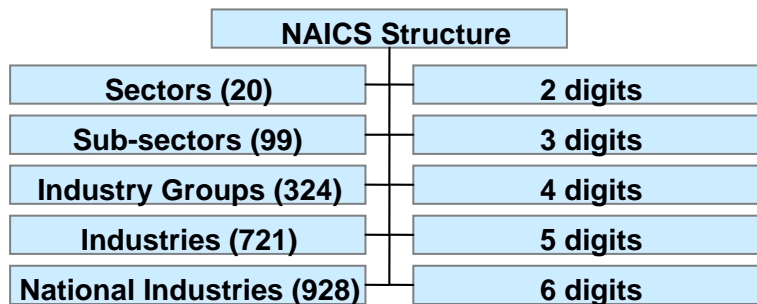 NAICS Structure
Sectors (20)
2 digits
Sub-sectors (99)
3 digits
Industry Groups (324)
4 digits
Industries (721)
5 digits
National Industries (928)
6 digits